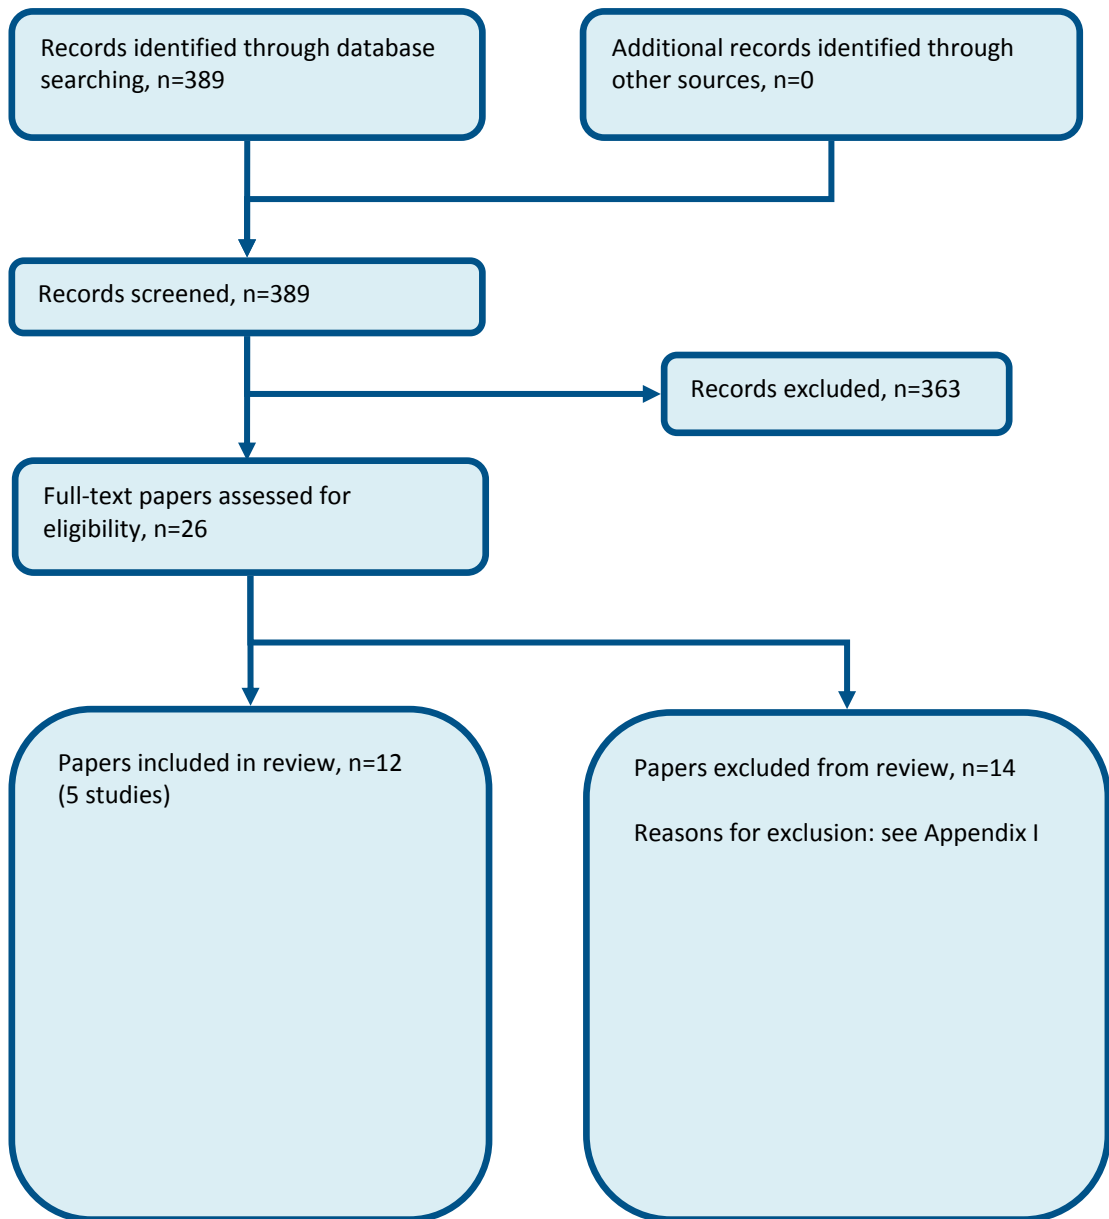 Records identified through database
searching, n=389
Additional records identified through
other sources, n=0
Records screened, n=389
Records excluded, n=363
Full-text papers assessed for
eligibility, n=26
Papers included in review, n=12
(5 studies)
Papers excluded from review, n=14
Reasons for exclusion: see Appendix I